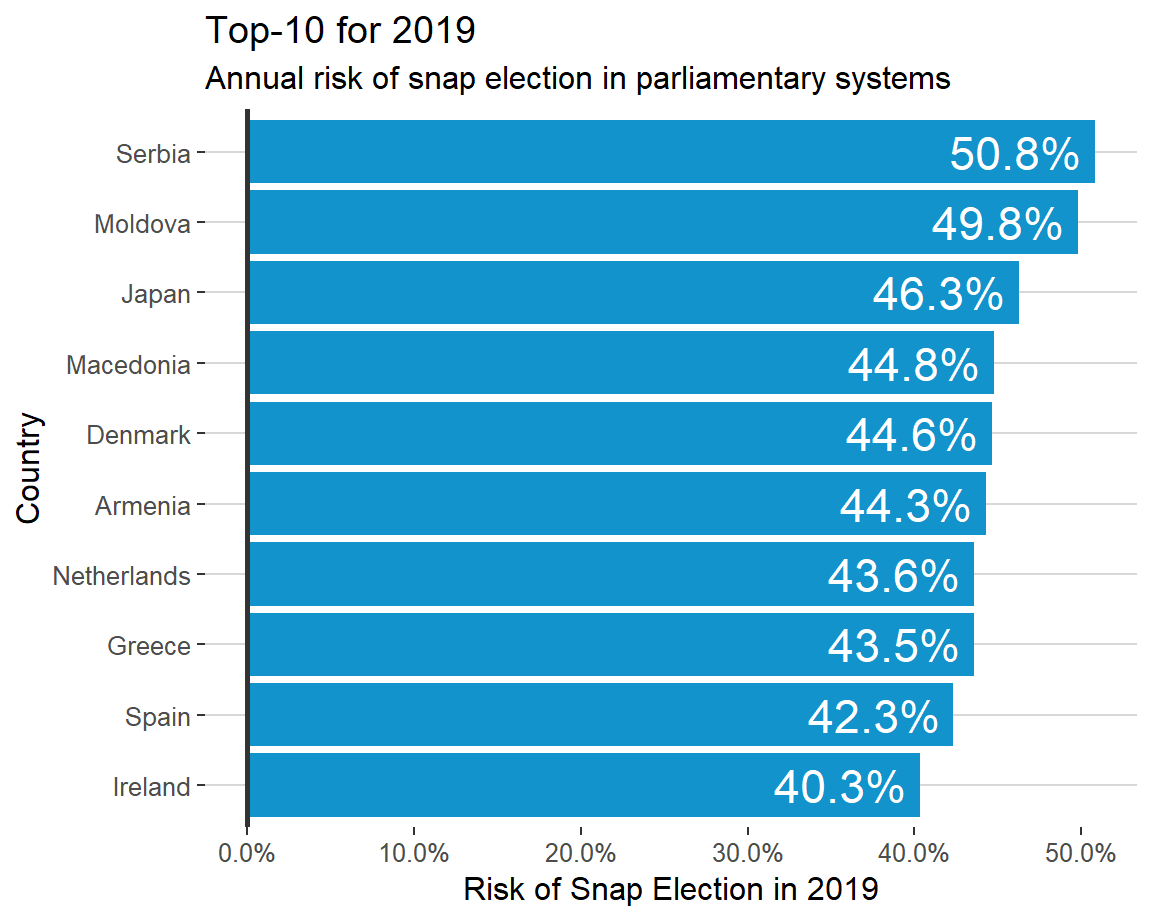 Top-10 for 2019
Annual risk of snap election in parliamentary systems
Country
Serbia 50.8%
Moldova 49.8%
Japan 46.3%
Macedonia 44.8%
Denmark 44.6%
Armenia 44.3%
Netherlands 43.6%
Greece 43.5%
Spain 42.3%
Ireland 40.3%
0.0% 10.0% 20.0% 30.0% 40.0% 50.0%
Risk of Snap Election in 2019